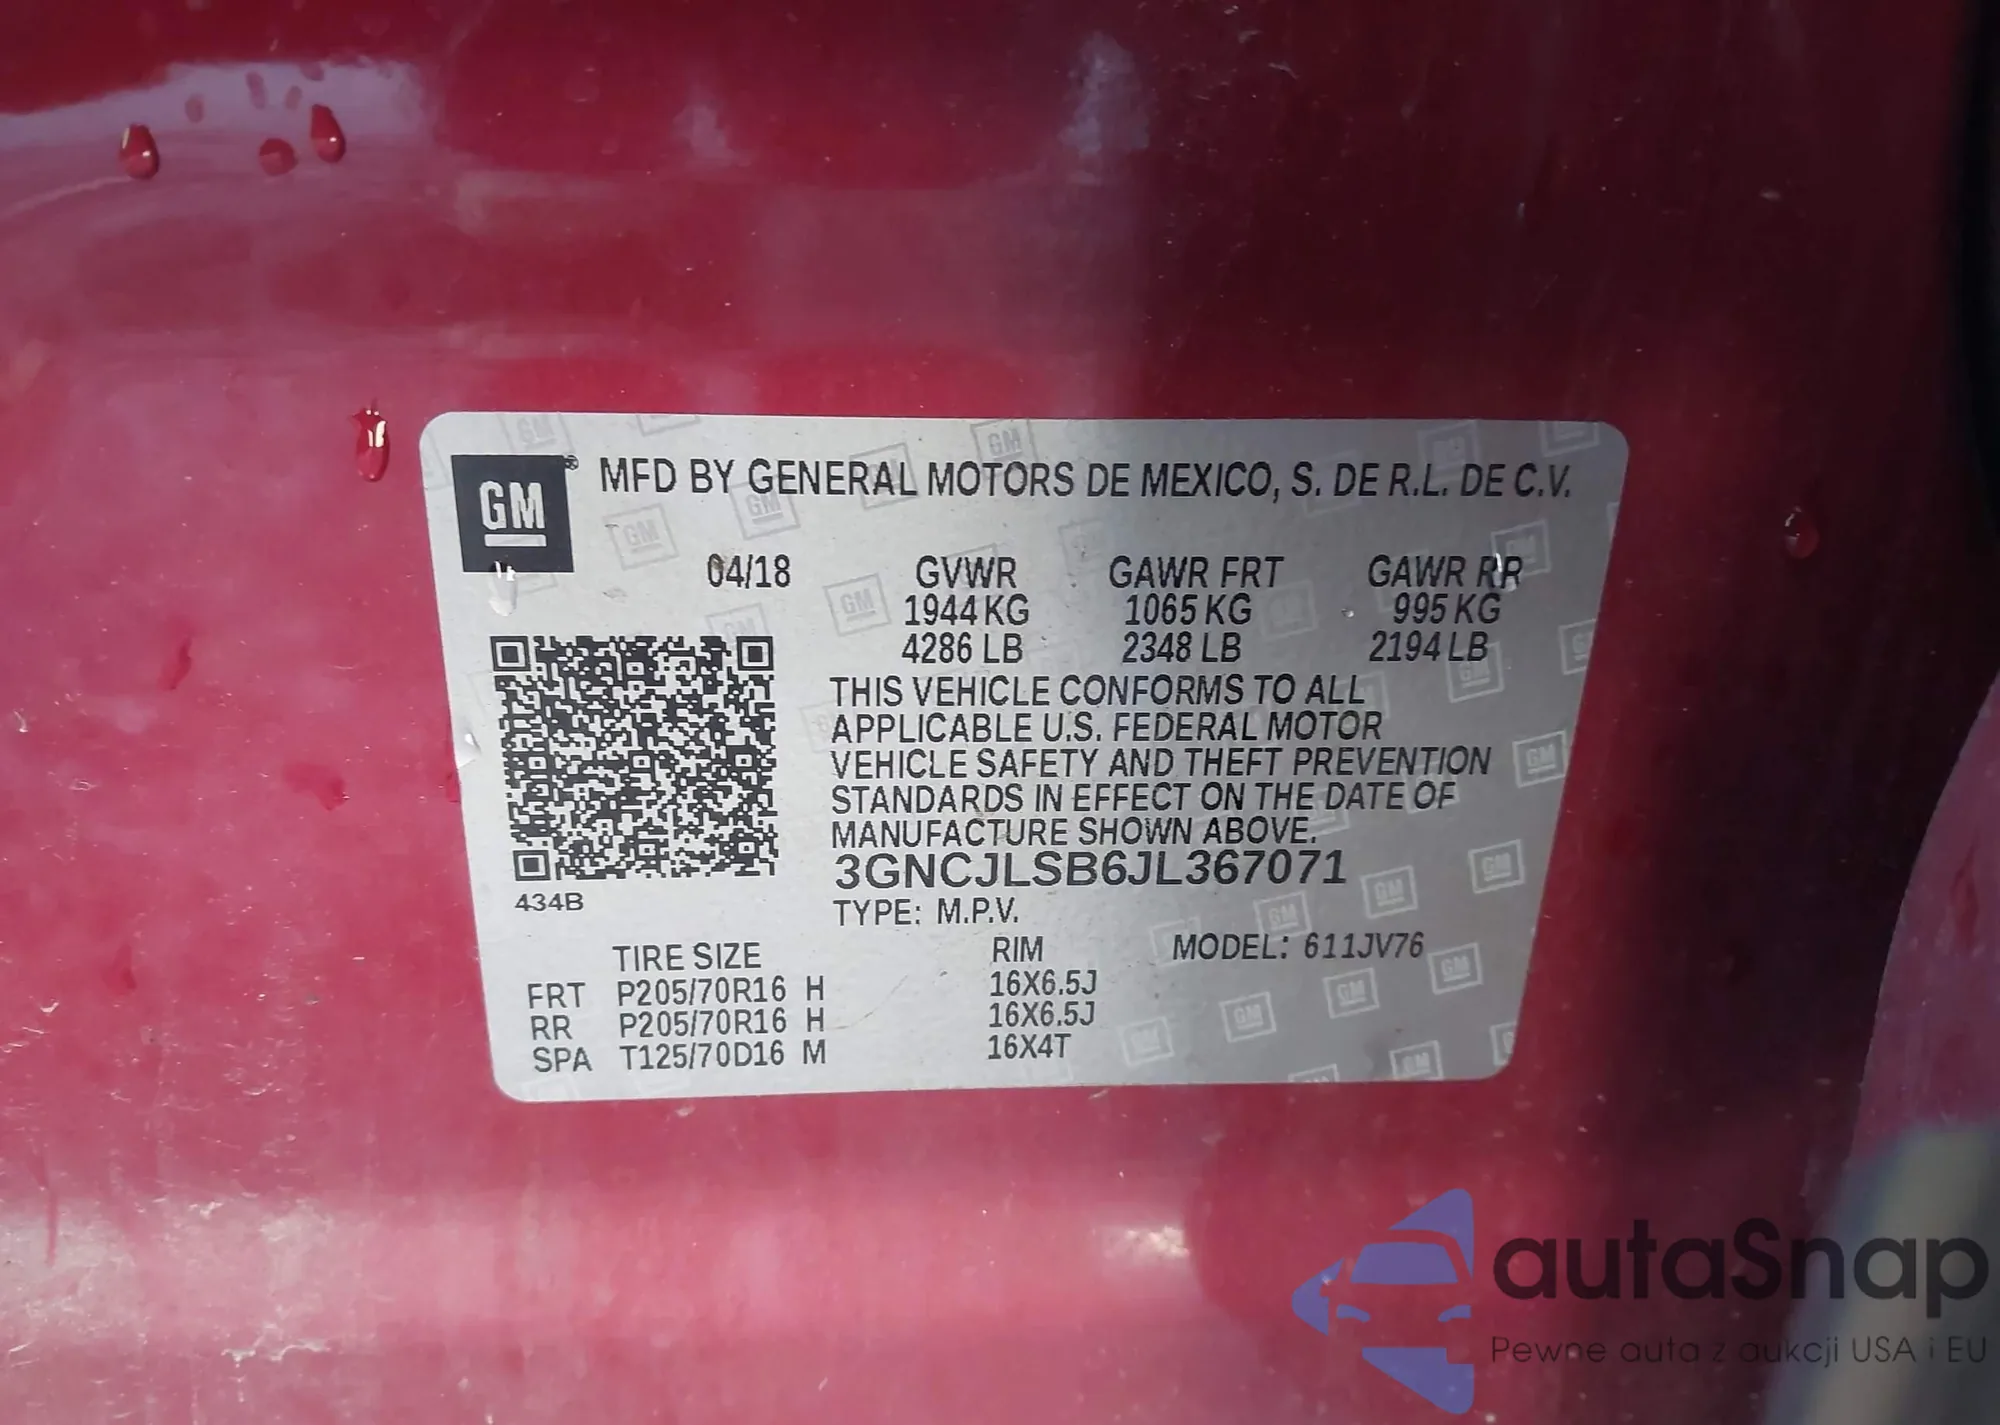 GM® MFD BY GENERAL MOTORS DE MEXICO, S. DE R.L. DE C.V.
04/18 GVWR GAWR FRT GAWR RR
1944 KG 1065 KG 995 KG
4286 LB 2348 LB 2194 LB
THIS VEHICLE CONFORMS TO ALL
APPLICABLE U.S. FEDERAL MOTOR
VEHICLE SAFETY AND THEFT PREVENTION
STANDARDS IN EFFECT ON THE DATE OF
MANUFACTURE SHOWN ABOVE.
3GNCJLSB6JL367071
434B
TYPE: M.P.V.
TIRE SIZE RIM MODEL: 611JV76
FRT P205/70R16 H 16X6.5J
RR P205/70R16 H 16X6.5J
SPA T125/70D16 M 16X4T
autaSnap
Pewne auta z aukcji USA i EU